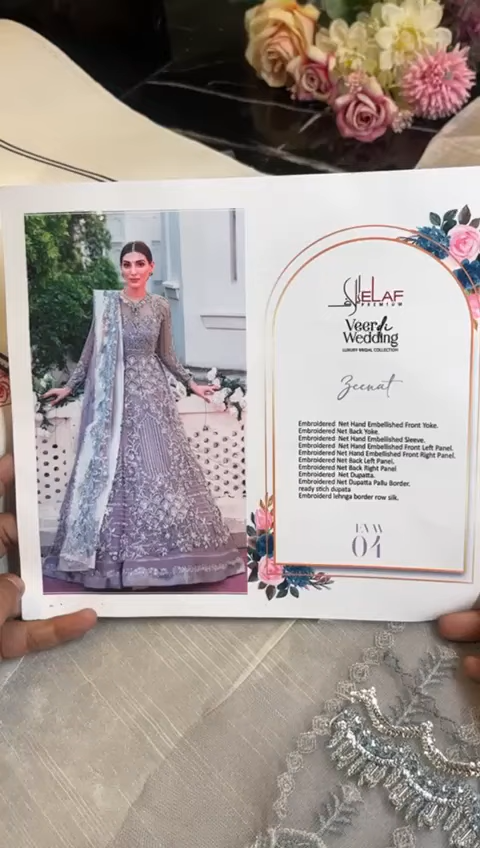 ELAF
PREMIUM
Veer di
Wedding
LUXURY BRIDAL COLLECTION
Zeenat
Embroidered Net Hand Embellished Front Yoke.
Embroidered Net Back Yoke.
Embroidered Net Hand Embellished Sleeve.
Embroidered Net Hand Embellished Front Left Panel.
Embroidered Net Hand Embellished Front Right Panel.
Embroidered Net Back Left Panel.
Embroidered Net Back Right Panel
Embroidered Net Dupatta.
Embroidered Net Dupatta Pallu Border.
ready stich dupata
Embroiderd lehnga border row silk.
04